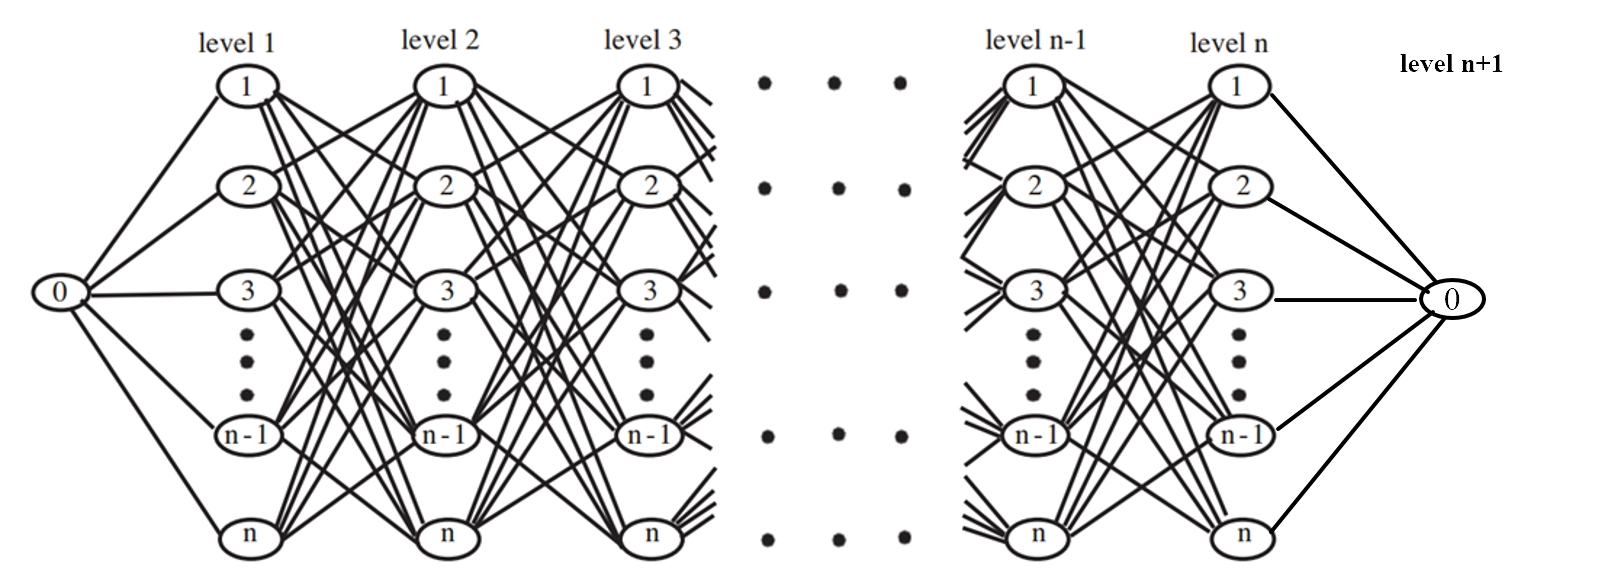 level 1 level 2 level 3 level n-1 level n level n+1
1 1 1 1 1
2 2 2 2 2
0 3 3 3 3 3 0
n-1 n-1 n-1 n-1 n-1
n n n n n